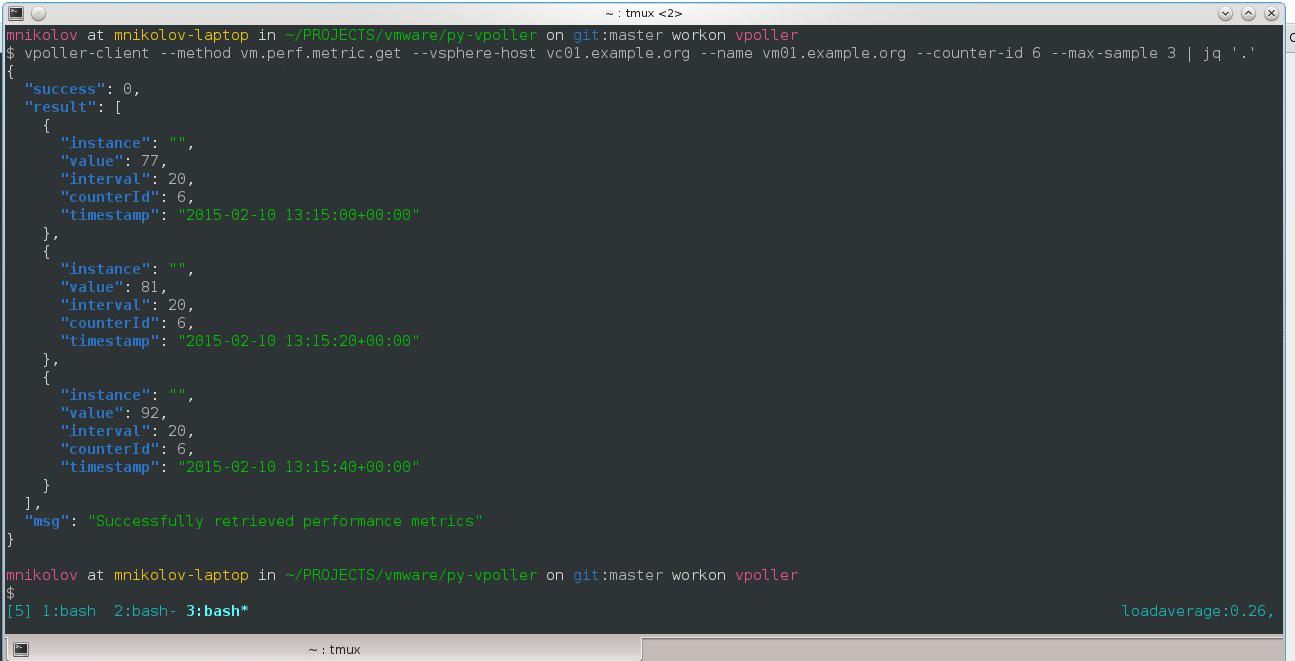 ~ : tmux <2>
mnikolov at mnikolov-laptop in ~/PROJECTS/vmware/py-vpoller on git:master workon vpoller
$ vpoller-client --method vm.perf.metric.get --vsphere-host vc01.example.org --name vm01.example.org --counter-id 6 --max-sample 3 | jq '.'
{
  "success": 0,
  "result": [
    {
      "instance": "",
      "value": 77,
      "interval": 20,
      "counterId": 6,
      "timestamp": "2015-02-10 13:15:00+00:00"
    },
    {
      "instance": "",
      "value": 81,
      "interval": 20,
      "counterId": 6,
      "timestamp": "2015-02-10 13:15:20+00:00"
    },
    {
      "instance": "",
      "value": 92,
      "interval": 20,
      "counterId": 6,
      "timestamp": "2015-02-10 13:15:40+00:00"
    }
  ],
  "msg": "Successfully retrieved performance metrics"
}
mnikolov at mnikolov-laptop in ~/PROJECTS/vmware/py-vpoller on git:master workon vpoller
$
[5] 1:bash  2:bash- 3:bash* loadaverage:0.26,
~ : tmux